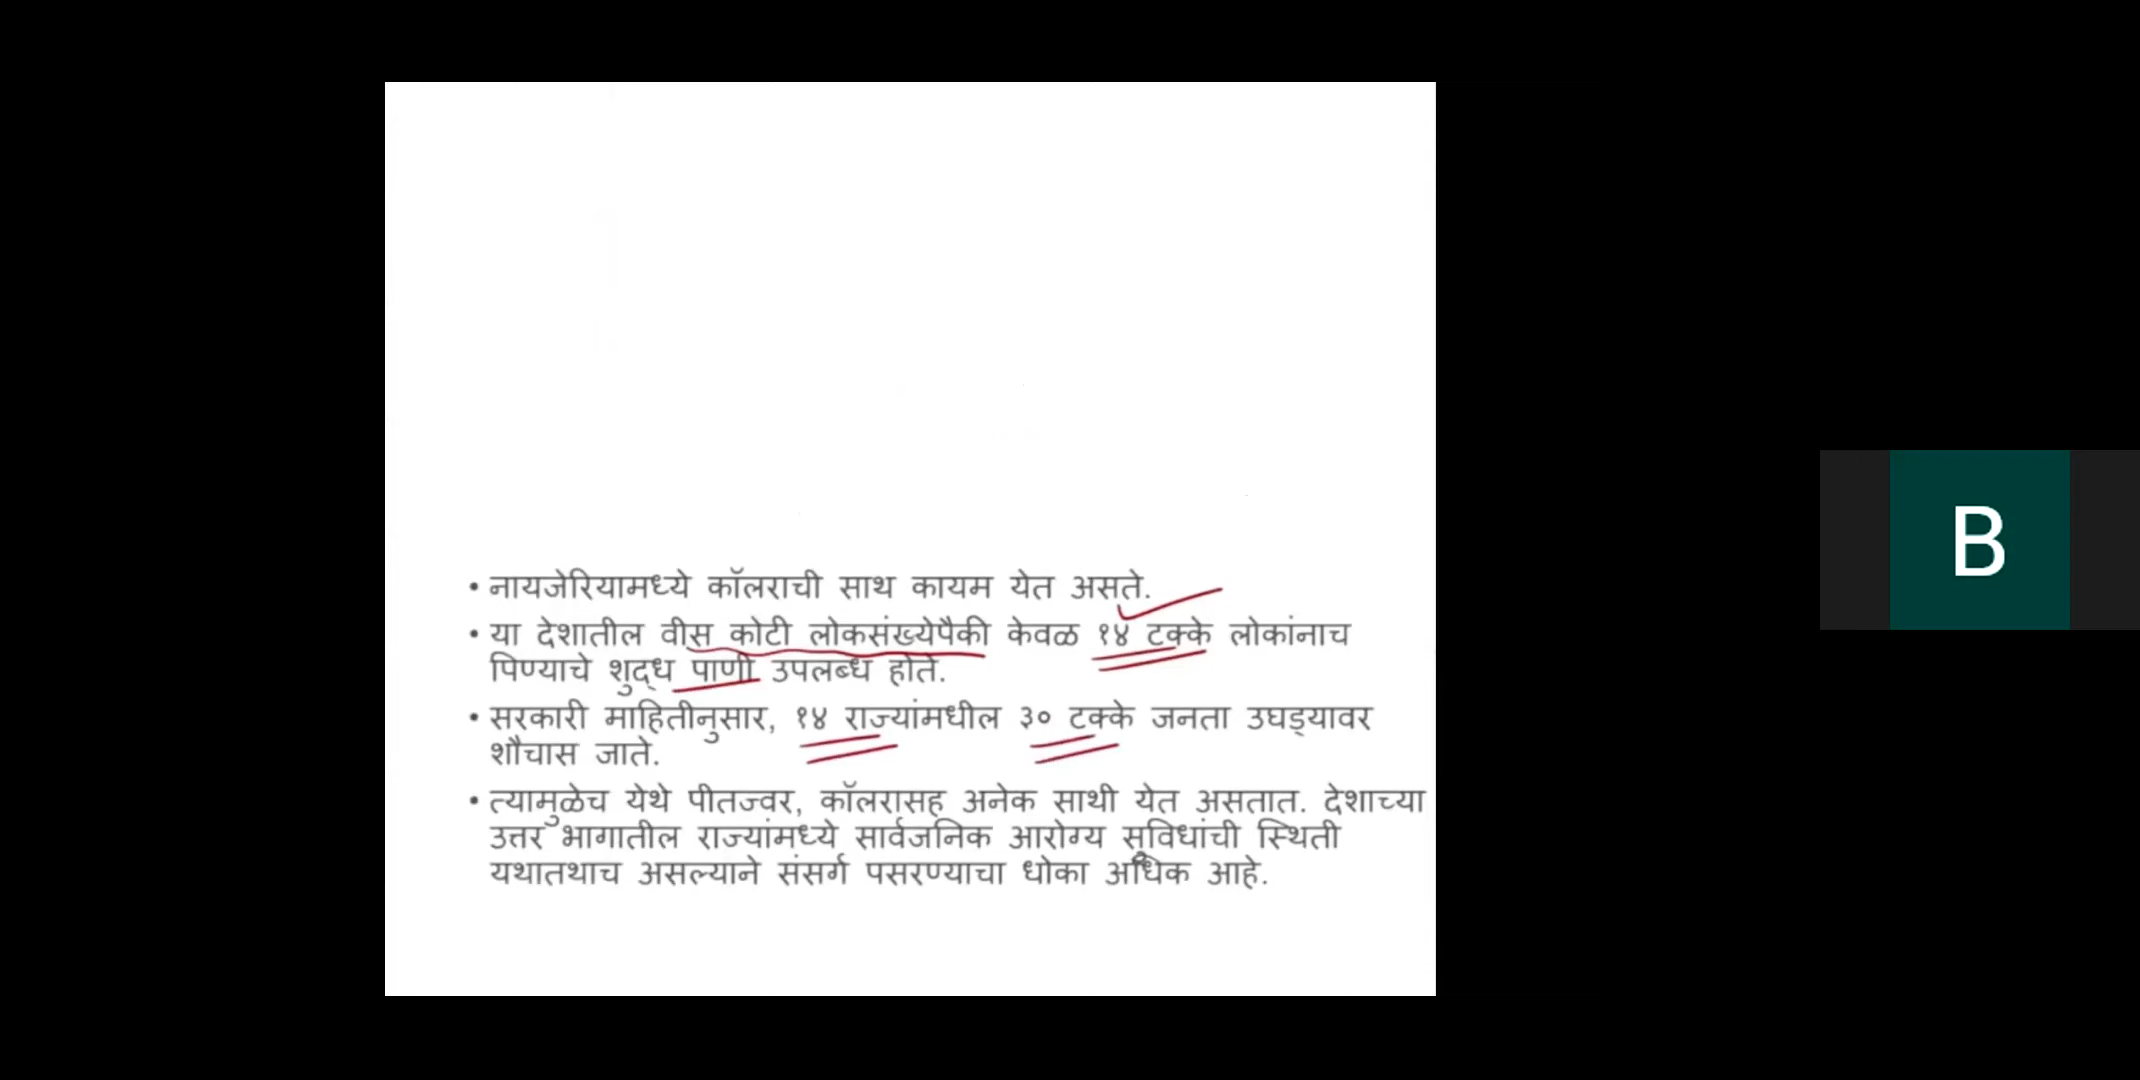 • नायजेरियामध्ये कॉलराची साथ कायम येत असते.
• या देशातील वीस कोटी लोकसंख्येपैकी केवळ १४ टक्के लोकांनाच
पिण्याचे शुद्ध पाणी उपलब्ध होते.
• सरकारी माहितीनुसार, १४ राज्यांमधील ३० टक्के जनता उघड्यावर
शौचास जाते.
• त्यामुळेच येथे पीतज्वर, कॉलरासह अनेक साथी येत असतात. देशाच्या
उत्तर भागातील राज्यांमध्ये सार्वजनिक आरोग्य सुविधांची स्थिती
यथातथाच असल्याने संसर्ग पसरण्याचा धोका अधिक आहे.
B